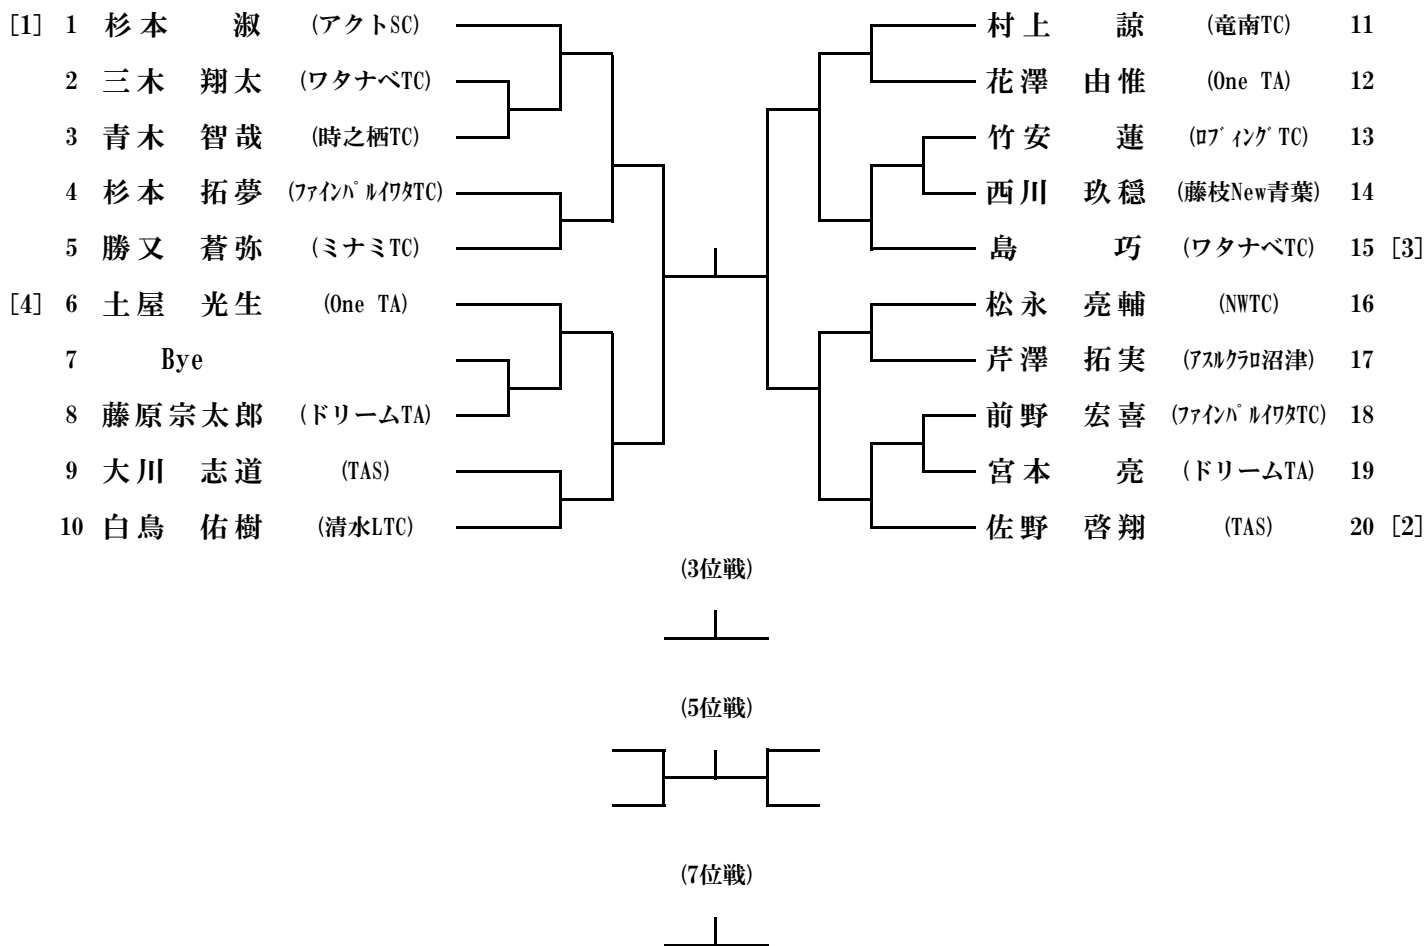 [1] 1 杉本 淑 (アクトSC) 村上 諒 (竜南TC) 11
2 三木 翔太 (ワタナベTC) 花澤 由惟 (One TA) 12
3 青木 智哉 (時之栖TC) 竹安 蓮 (ﾛﾌﾞｨﾝｸﾞTC) 13
4 杉本 拓夢 (ﾌｧｲﾝﾊﾟﾙｲﾜﾀTC) 西川 玖穏 (藤枝New青葉) 14
5 勝又 蒼弥 (ミナミTC) 島 巧 (ワタナベTC) 15 [3]
[4] 6 土屋 光生 (One TA) 松永 亮輔 (NWTC) 16
7 Bye 芹澤 拓実 (ｱｽﾙｸﾗﾛ沼津) 17
8 藤原宗太郎 (ドリームTA) 前野 宏喜 (ﾌｧｲﾝﾊﾟﾙｲﾜﾀTC) 18
9 大川 志道 (TAS) 宮本 亮 (ドリームTA) 19
10 白鳥 佑樹 (清水LTC) 佐野 啓翔 (TAS) 20 [2]
(3位戦)
(5位戦)
(7位戦)